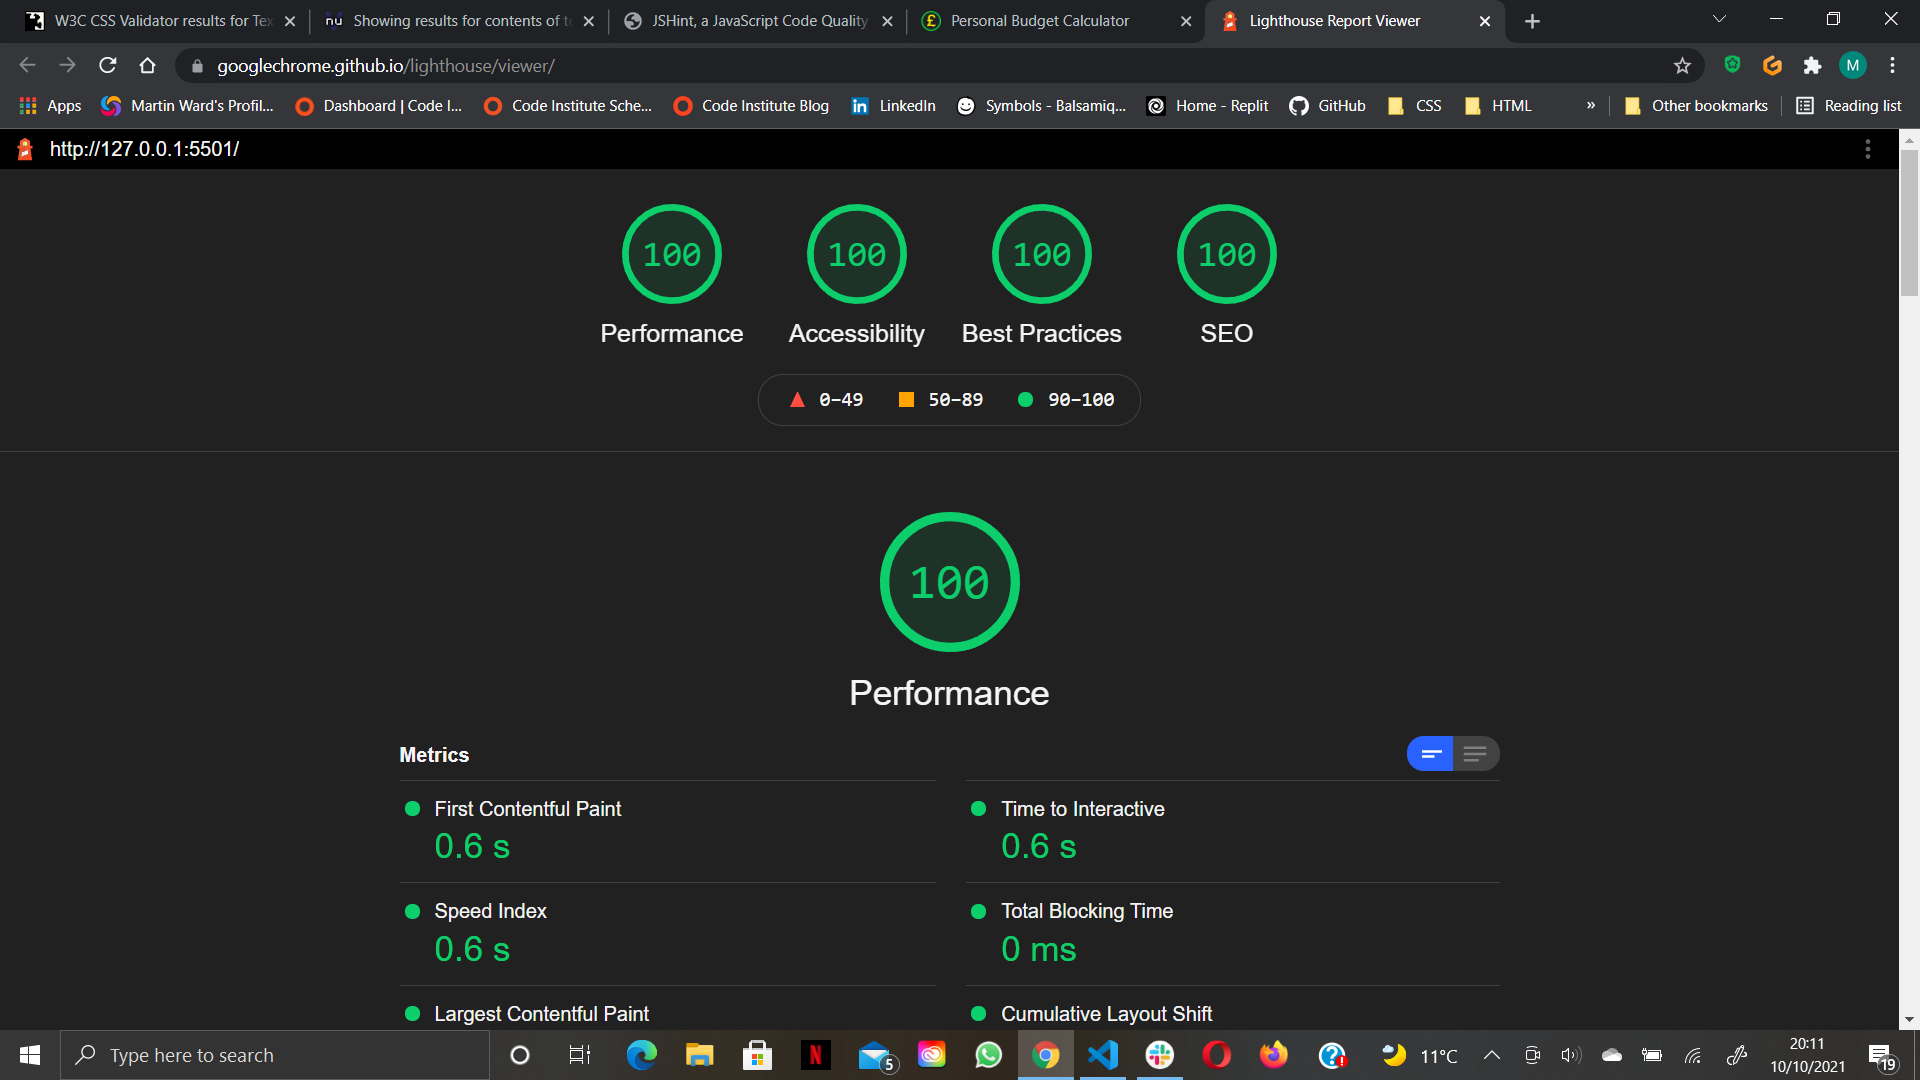 W3C CSS Validator results for Tex
Showing results for contents of te
JSHint, a JavaScript Code Quality
£ Personal Budget Calculator
Lighthouse Report Viewer
googlechrome.github.io/lighthouse/viewer/
M
Apps
Martin Ward's Profil...
Dashboard | Code I...
Code Institute Sche...
Code Institute Blog
in LinkedIn
Symbols - Balsamiq...
Home - Replit
GitHub
CSS
HTML
»
Other bookmarks
Reading list
http://127.0.0.1:5501/
100
100
100
100
Performance
Accessibility
Best Practices
SEO
0–49
50–89
90–100
100
Performance
Metrics
First Contentful Paint
0.6 s
Time to Interactive
0.6 s
Speed Index
0.6 s
Total Blocking Time
0 ms
Largest Contentful Paint
Cumulative Layout Shift
Type here to search
N
5
11°C
20:11
10/10/2021
19